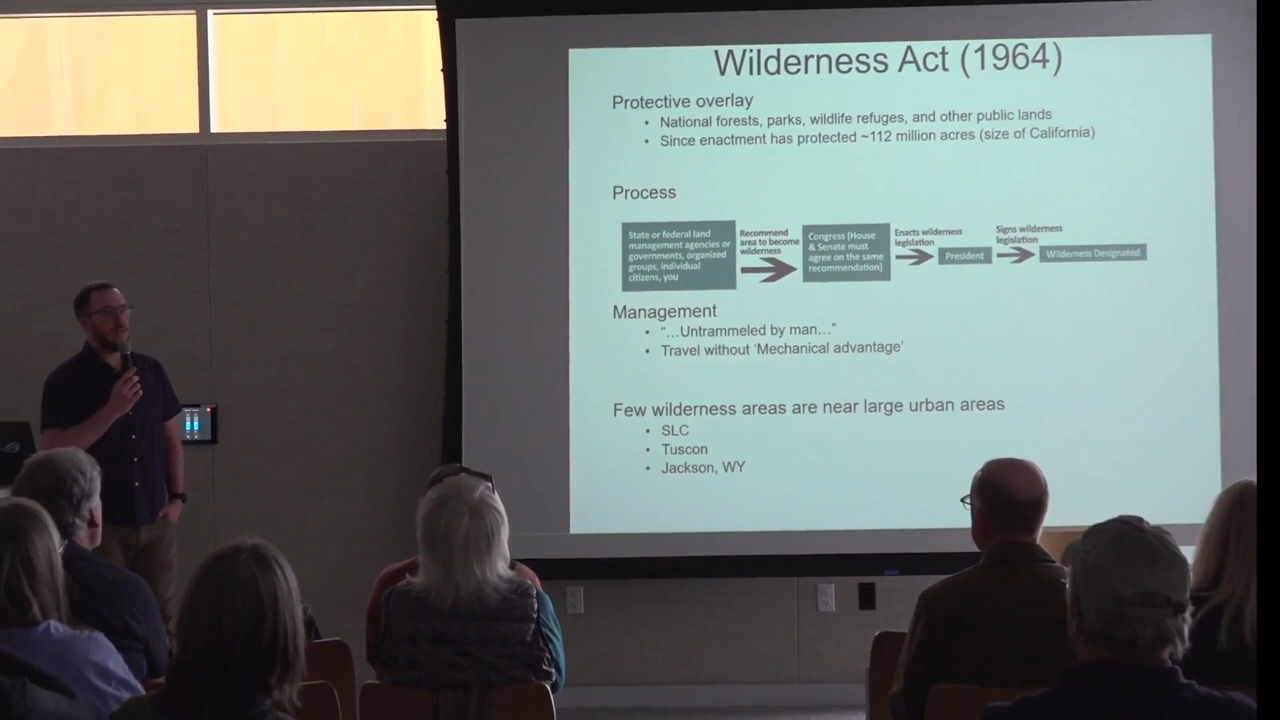 Wilderness Act (1964)
Protective overlay
• National forests, parks, wildlife refuges, and other public lands
• Since enactment has protected ~112 million acres (size of California)
Process
State or federal land
management agencies or
governments, organized
groups, individual
citizens, you
Recommend
area to become
wilderness
Congress (House
& Senate must
agree on the same
recommendation)
Enacts wilderness
legislation
President
Signs wilderness
legislation
Wilderness Designated
Management
• “…Untrammeled by man…”
• Travel without ‘Mechanical advantage’
Few wilderness areas are near large urban areas
• SLC
• Tuscon
• Jackson, WY